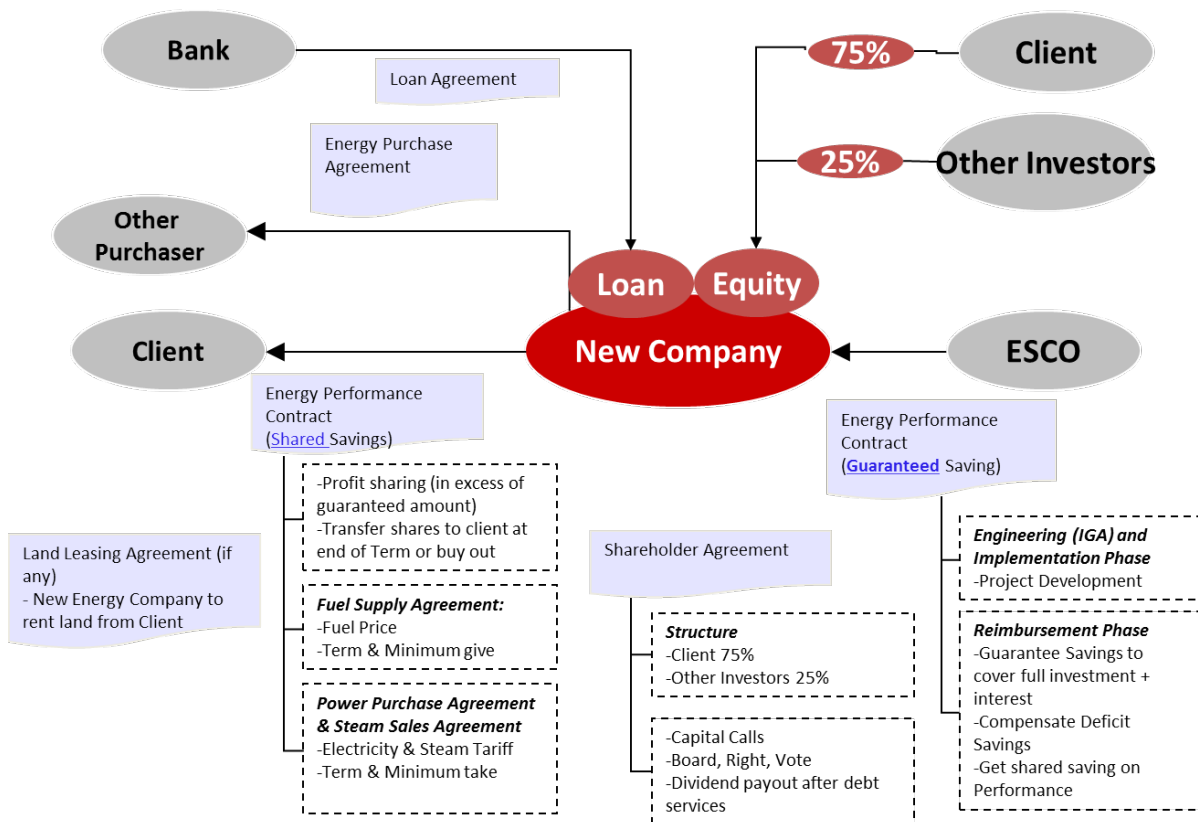 Bank
75%
Client
Loan Agreement
Energy Purchase
Agreement
25%
Other Investors
Other
Purchaser
Loan
Equity
Client
New Company
ESCO
Energy Performance
Contract
(Shared Savings)
Energy Performance
Contract
(Guaranteed Saving)
-Profit sharing (in excess of
guaranteed amount)
-Transfer shares to client at
end of Term or buy out
Land Leasing Agreement (if
any)
- New Energy Company to
rent land from Client
Shareholder Agreement
Engineering (IGA) and
Implementation Phase
-Project Development
Fuel Supply Agreement:
-Fuel Price
-Term & Minimum give
Structure
-Client 75%
-Other Investors 25%
Reimbursement Phase
-Guarantee Savings to
cover full investment +
interest
-Compensate Deficit
Savings
-Get shared saving on
Performance
Power Purchase Agreement
& Steam Sales Agreement
-Electricity & Steam Tariff
-Term & Minimum take
-Capital Calls
-Board, Right, Vote
-Dividend payout after debt
services